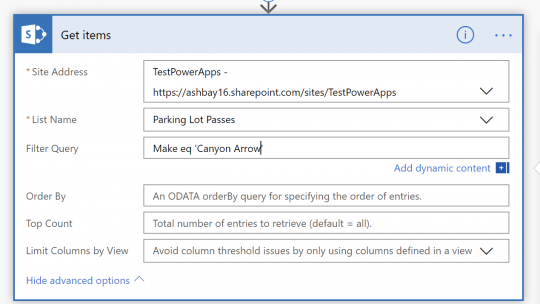 Get items
* Site Address
TestPowerApps -
https://ashbay16.sharepoint.com/sites/TestPowerApps
* List Name
Parking Lot Passes
Filter Query
Make eq 'Canyon Arrow
Add dynamic content
Order By
An ODATA orderBy query for specifying the order of entries.
Top Count
Total number of entries to retrieve (default = all).
Limit Columns by View
Avoid column threshold issues by only using columns defined in a view
Hide advanced options